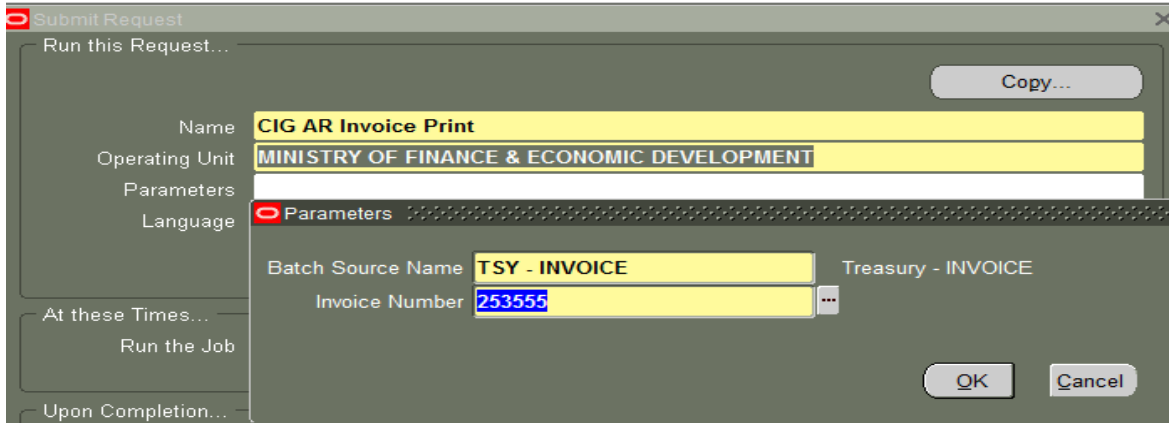 Submit Request
Run this Request...
Copy...
Name CIG AR Invoice Print
Operating Unit MINISTRY OF FINANCE & ECONOMIC DEVELOPMENT
Parameters
Language
Parameters
Batch Source Name TSY - INVOICE Treasury - INVOICE
Invoice Number 253555 ...
At these Times...
Run the Job
OK Cancel
Upon Completion...